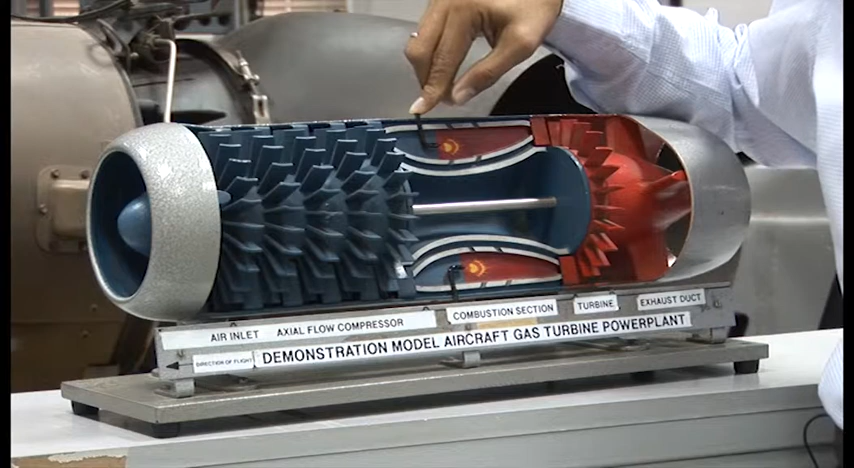 AIR INLET
AXIAL FLOW COMPRESSOR
COMBUSTION SECTION
TURBINE
EXHAUST DUCT
DIRECTION OF FLIGHT
DEMONSTRATION MODEL AIRCRAFT GAS TURBINE POWERPLANT